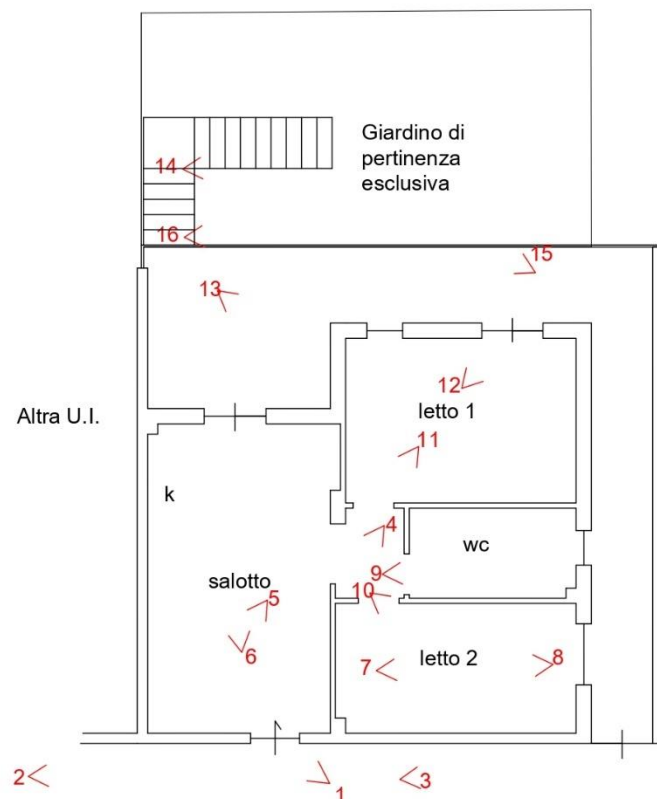 Giardino di
pertinenza
esclusiva
14
16
15
13
Altra U.I.
12
letto 1
11
k
4
wc
9
salotto
10
5
6
7
letto 2
8
2
1
3